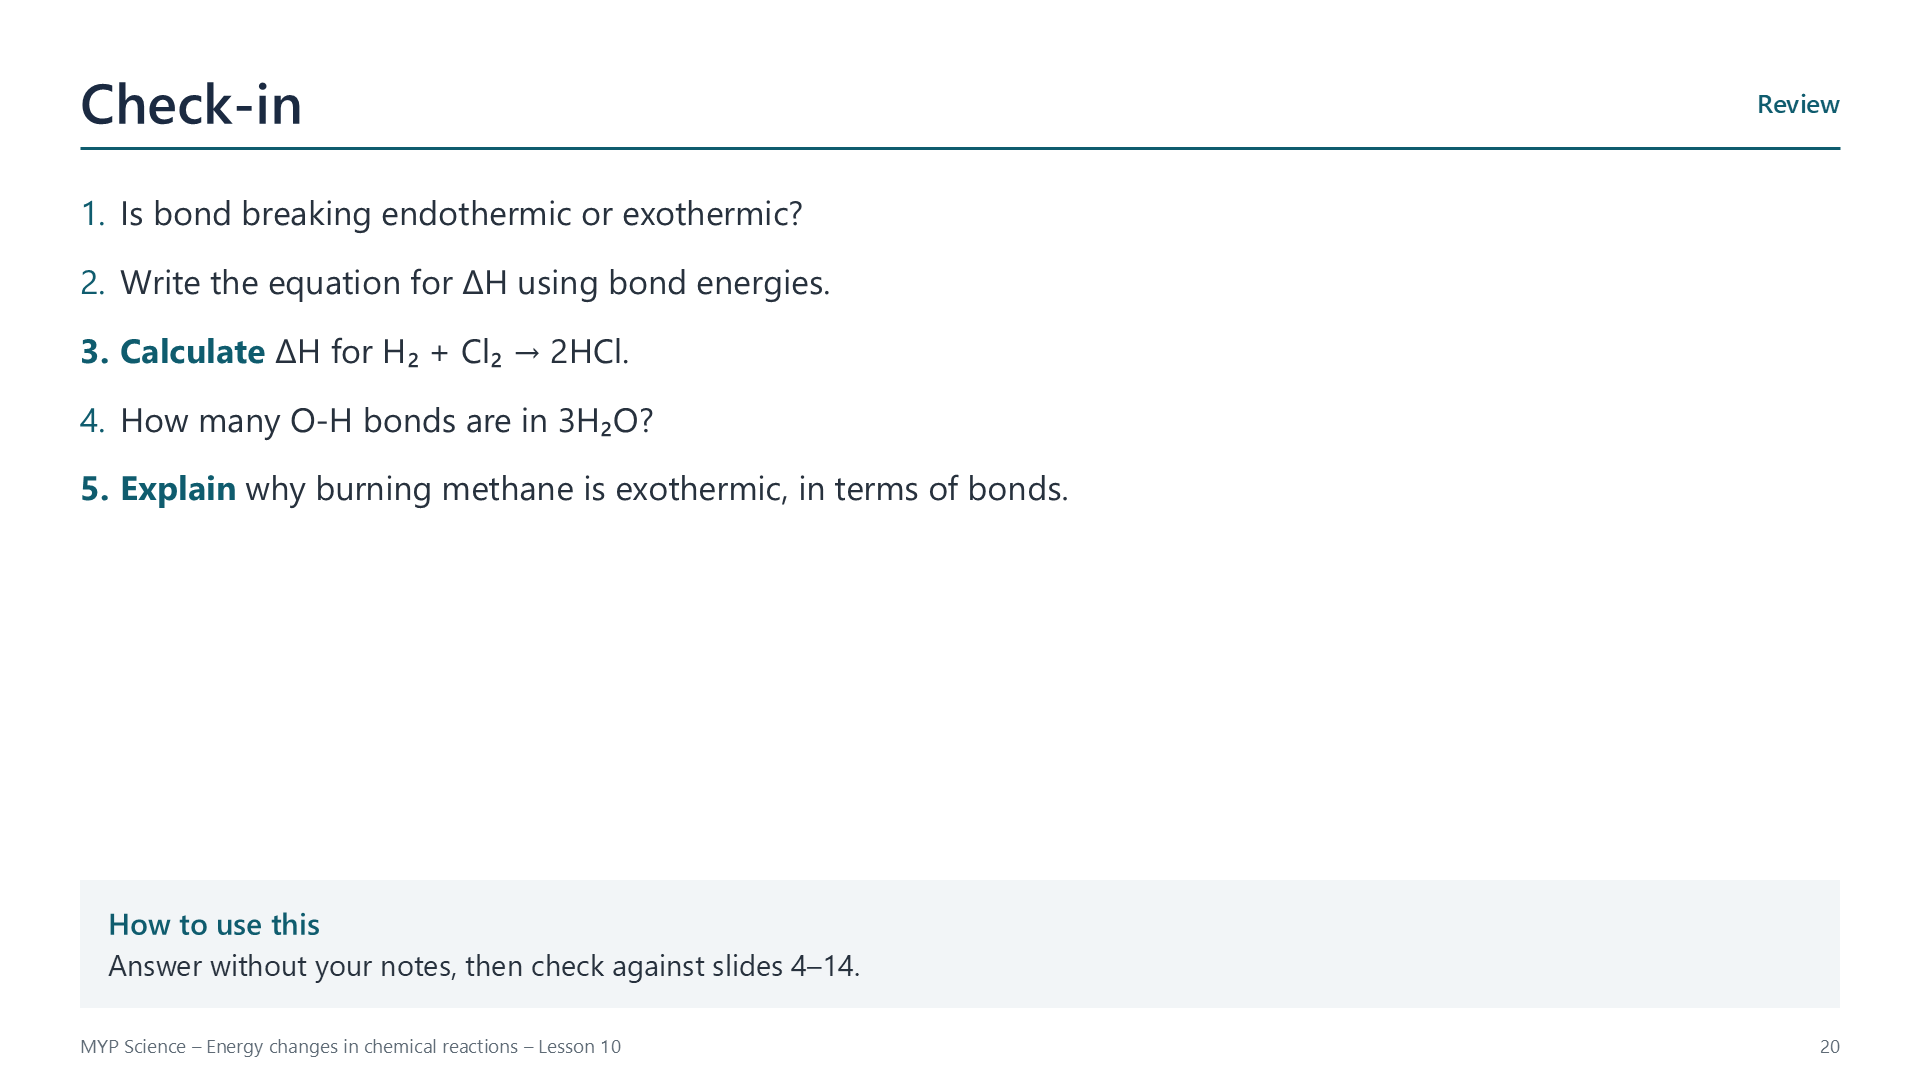 Check-in
Review
1. Is bond breaking endothermic or exothermic?
2. Write the equation for ΔH using bond energies.
3. Calculate ΔH for H₂ + Cl₂ → 2HCl.
4. How many O-H bonds are in 3H₂O?
5. Explain why burning methane is exothermic, in terms of bonds.
How to use this
Answer without your notes, then check against slides 4–14.
MYP Science – Energy changes in chemical reactions – Lesson 10
20